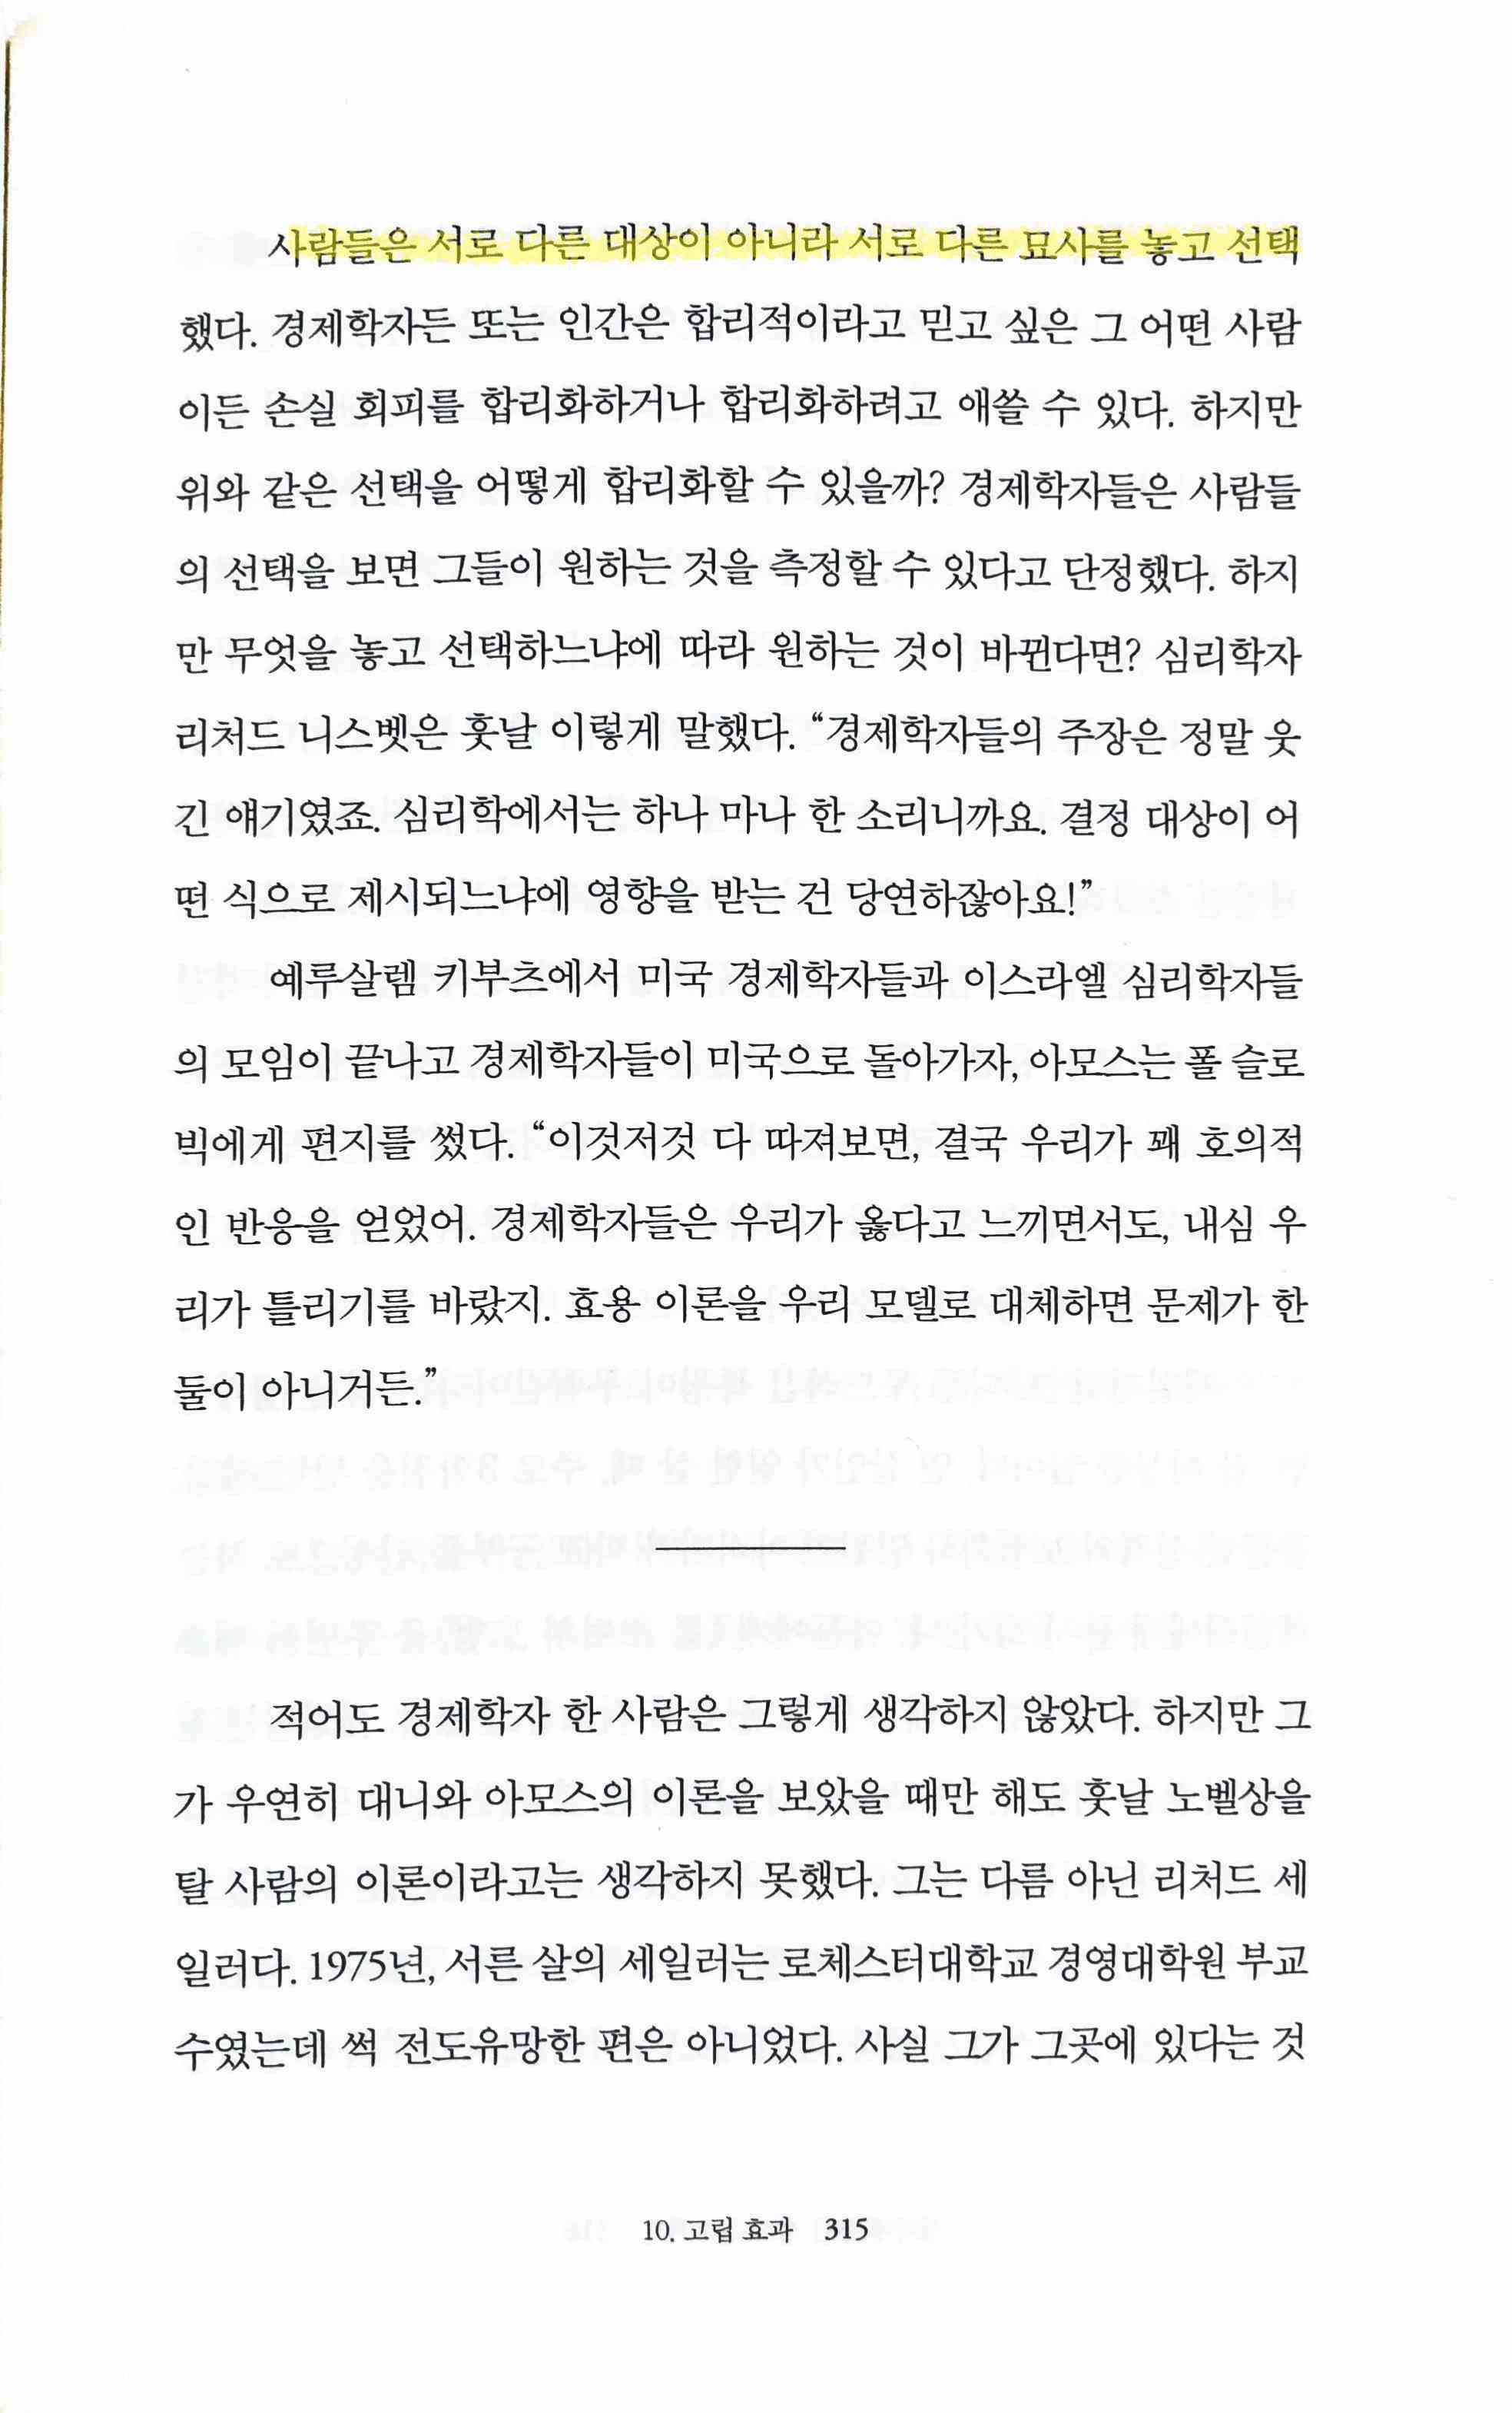 사람들은 서로 다른 대상이 아니라 서로 다른 묘사를 놓고 선택
했다. 경제학자든 또는 인간은 합리적이라고 믿고 싶은 그 어떤 사람
이든 손실 회피를 합리화하거나 합리화하려고 애쓸 수 있다. 하지만
위와 같은 선택을 어떻게 합리화할 수 있을까? 경제학자들은 사람들
의 선택을 보면 그들이 원하는 것을 측정할 수 있다고 단정했다. 하지
만 무엇을 놓고 선택하느냐에 따라 원하는 것이 바뀐다면? 심리학자
리처드 니스벳은 훗날 이렇게 말했다. “경제학자들의 주장은 정말 웃
긴 얘기였죠. 심리학에서는 하나 마나 한 소리니까요. 결정 대상이 어
떤 식으로 제시되느냐에 영향을 받는 건 당연하잖아요!”
예루살렘 키부츠에서 미국 경제학자들과 이스라엘 심리학자들
의 모임이 끝나고 경제학자들이 미국으로 돌아가자, 아모스는 폴 슬로
빅에게 편지를 썼다. “이것저것 다 따져보면, 결국 우리가 꽤 호의적
인 반응을 얻었어. 경제학자들은 우리가 옳다고 느끼면서도, 내심 우
리가 틀리기를 바랐지. 효용 이론을 우리 모델로 대체하면 문제가 한
둘이 아니거든.”
적어도 경제학자 한 사람은 그렇게 생각하지 않았다. 하지만 그
가 우연히 대니와 아모스의 이론을 보았을 때만 해도 훗날 노벨상을
탈 사람의 이론이라고는 생각하지 못했다. 그는 다름 아닌 리처드 세
일러다. 1975년, 서른 살의 세일러는 로체스터대학교 경영대학원 부교
수였는데 썩 전도유망한 편은 아니었다. 사실 그가 그곳에 있다는 것
10. 고립 효과 315